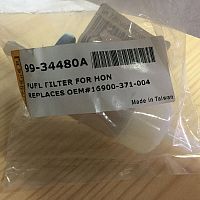 99-34480A
FUEL FILTER FOR HON
REPLACES OEM#16900-371-004
Made in Taiwan